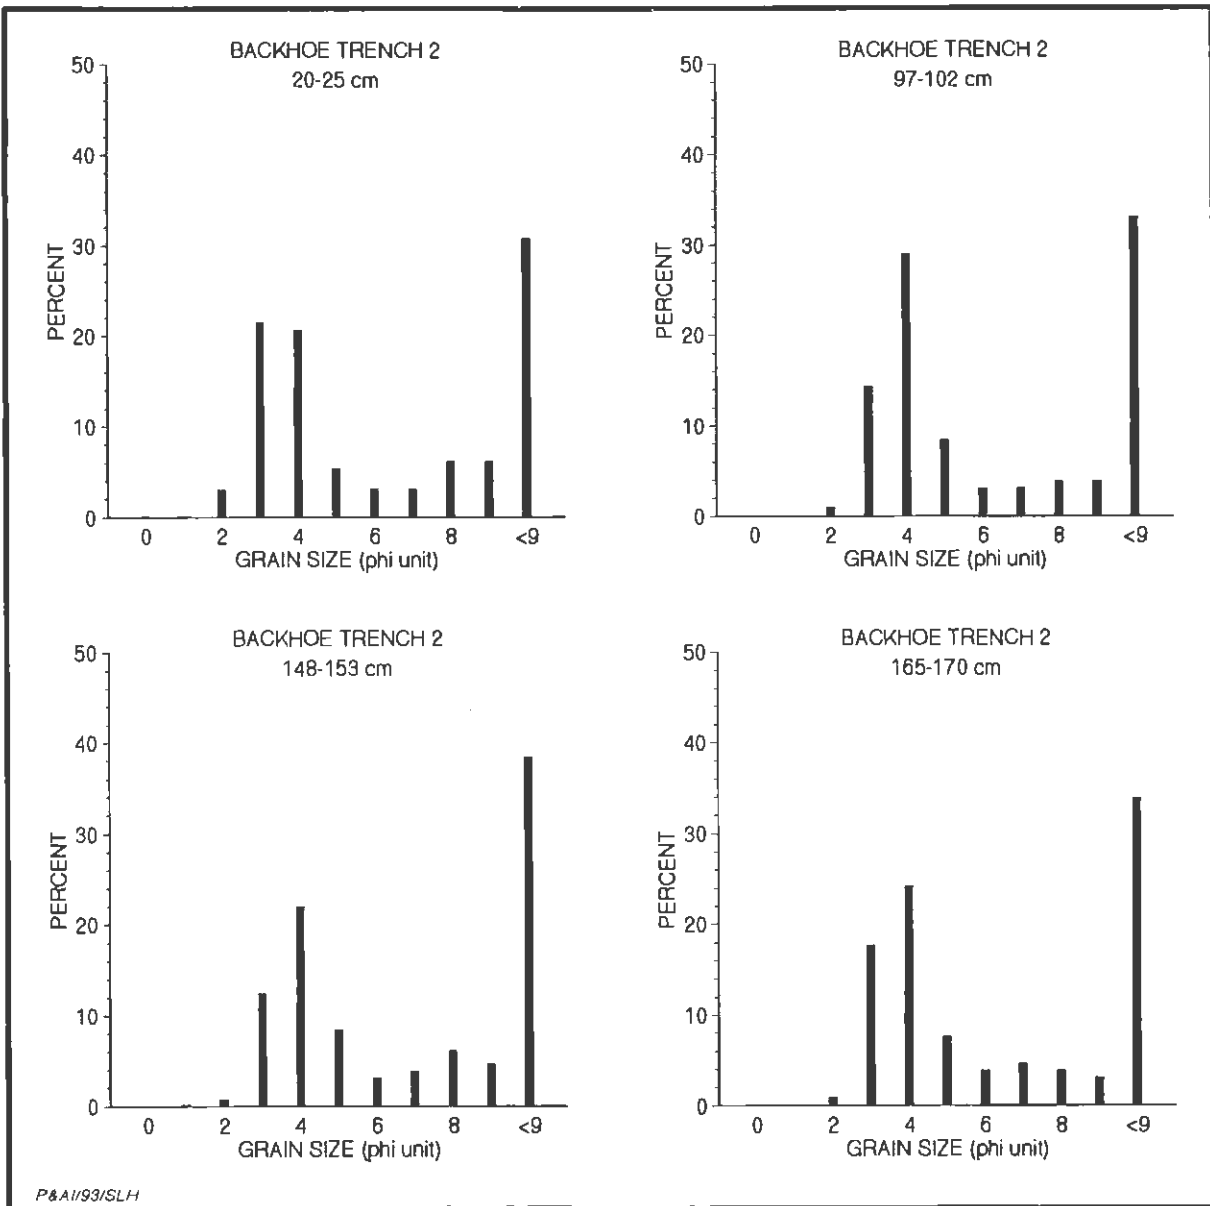 BACKHOE TRENCH 2
20-25 cm
50
40
30
20
10
0
PERCENT
0 2 4 6 8 <9
GRAIN SIZE (phi unit)
BACKHOE TRENCH 2
97-102 cm
50
40
30
20
10
0
PERCENT
0 2 4 6 8 <9
GRAIN SIZE (phi unit)
BACKHOE TRENCH 2
148-153 cm
50
40
30
20
10
0
PERCENT
0 2 4 6 8 <9
GRAIN SIZE (phi unit)
BACKHOE TRENCH 2
165-170 cm
50
40
30
20
10
0
PERCENT
0 2 4 6 8 <9
GRAIN SIZE (phi unit)
P&AI/93/SLH